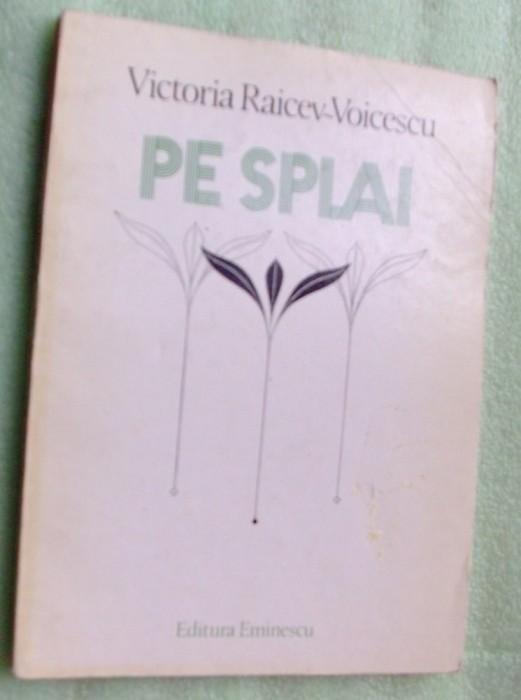 Victoria Raicev-Voicescu
PE SPLAI
Editura Eminescu